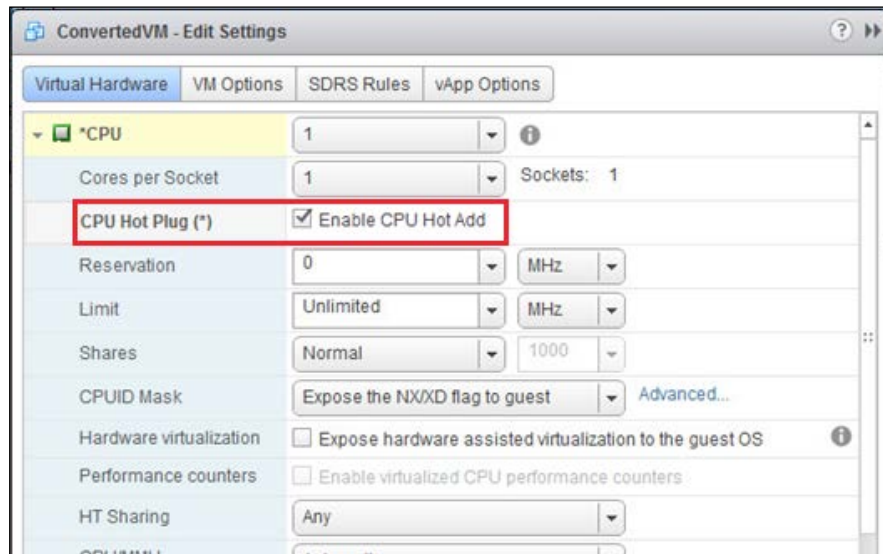 ConvertedVM - Edit Settings
Virtual Hardware VM Options SDRS Rules vApp Options
*CPU 1
Cores per Socket 1 Sockets: 1
CPU Hot Plug (*) Enable CPU Hot Add
Reservation 0 MHz
Limit Unlimited MHz
Shares Normal 1000
CPUID Mask Expose the NX/XD flag to guest Advanced...
Hardware virtualization Expose hardware assisted virtualization to the guest OS
Performance counters Enable virtualized CPU performance counters
HT Sharing Any